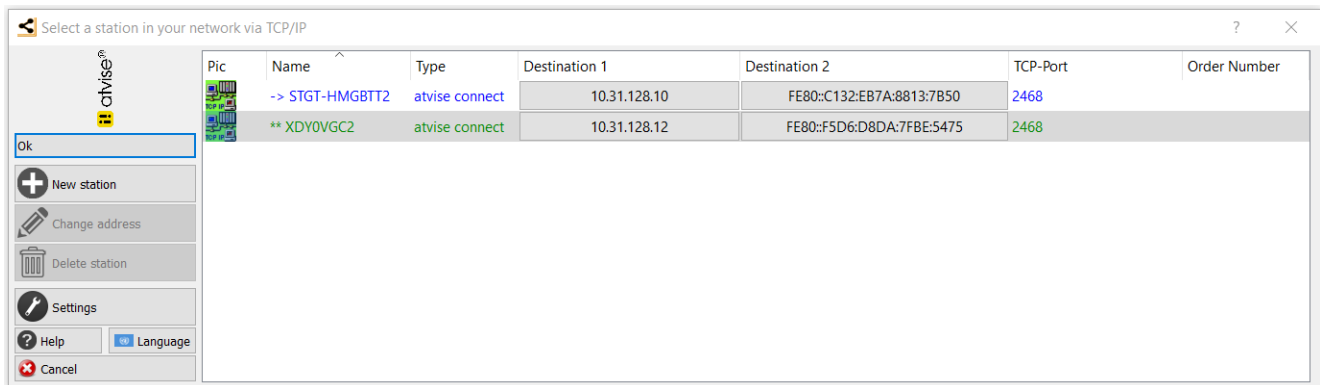 Select a station in your network via TCP/IP
?
atvise®
Ok
New station
Change address
Delete station
Settings
Help
Language
Cancel
Pic Name Type Destination 1 Destination 2 TCP-Port Order Number
TCP IP -> STGT-HMGBTT2 atvise connect 10.31.128.10 FE80::C132:EB7A:8813:7B50 2468
TCP IP ** XDY0VGC2 atvise connect 10.31.128.12 FE80::F5D6:D8DA:7FBE:5475 2468